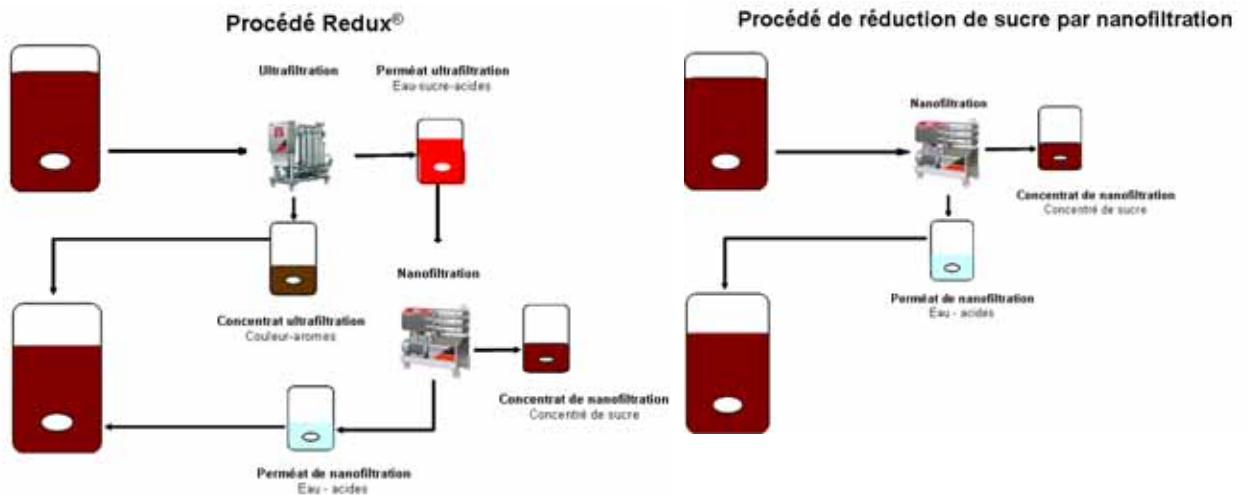 Procédé Redux®
Ultrafiltration
Perméat ultrafiltration
Eau-sucre-acides
Nanofiltration
Concentrat ultrafiltration
Couleur-aromes
Concentrat de nanofiltration
Concentré de sucre
Perméat de nanofiltration
Eau - acides
Procédé de réduction de sucre par nanofiltration
Nanofiltration
Concentrat de nanofiltration
Concentré de sucre
Perméat de nanofiltration
Eau - acides